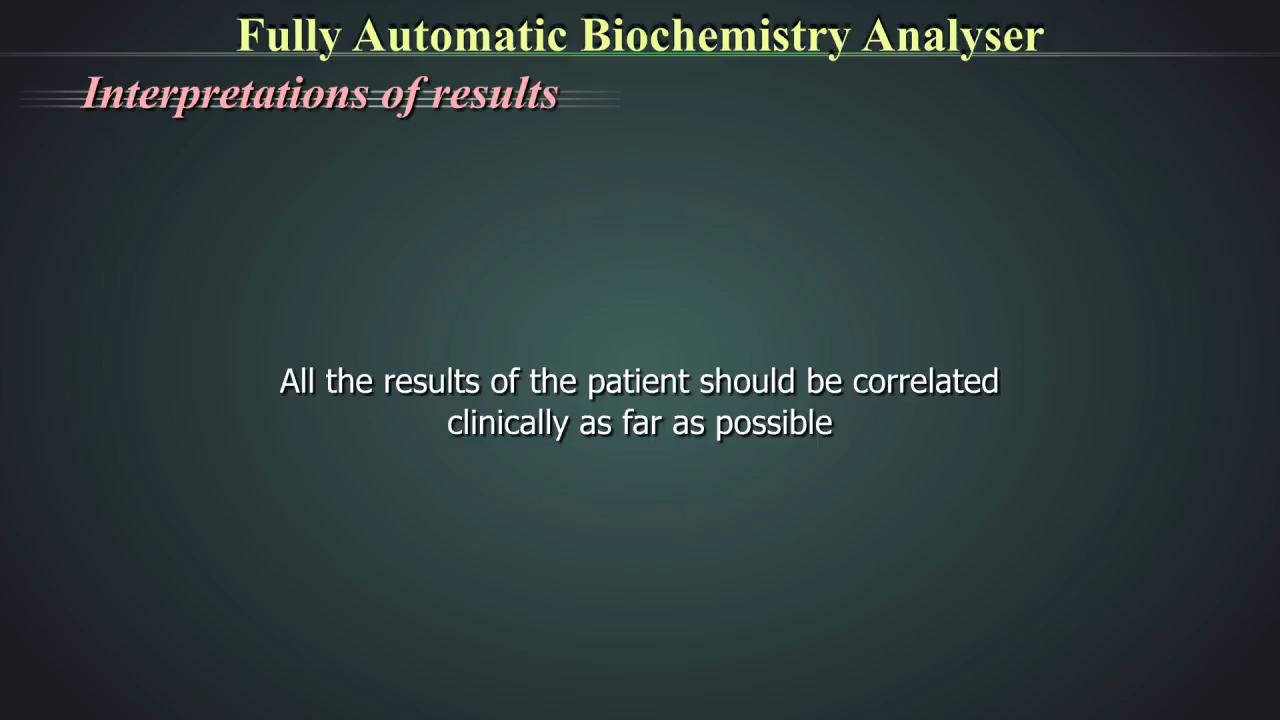 Fully Automatic Biochemistry Analyser
Interpretations of results
All the results of the patient should be correlated
clinically as far as possible